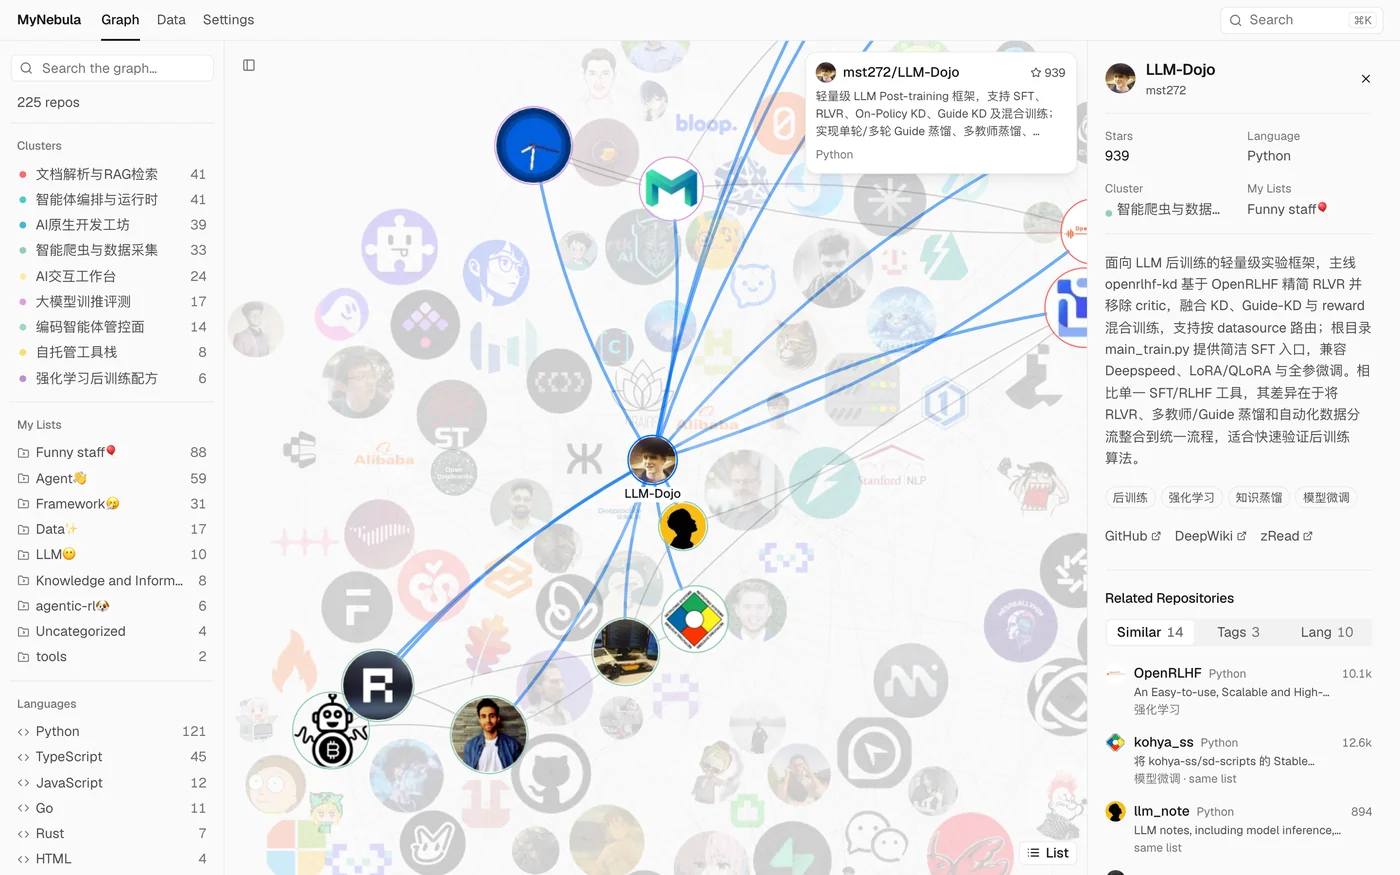 MyNebula
Graph
Data
Settings
Search
⌘K
Search the graph...
225 repos
Clusters
文档解析与RAG检索 41
智能体编排与运行时 41
AI原生开发工坊 39
智能爬虫与数据采集 33
AI交互工作台 24
大模型训推评测 17
编码智能体管控面 14
自托管工具栈 8
强化学习后训练配方 6
My Lists
Funny staff🎈 88
Agent👋 59
Framework🤔 31
Data✨ 17
LLM😶 10
Knowledge and Inform... 8
agentic-rl🐶 6
Uncategorized 4
tools 2
Languages
Python 121
TypeScript 45
JavaScript 12
Go 11
Rust 7
HTML 4
bloop.
Alibaba
Alibaba
ST
Stanford NLP
LLM-Dojo
mst272/LLM-Dojo
939
轻量级 LLM Post-training 框架，支持 SFT、
RLVR、On-Policy KD、Guide KD 及混合训练；
实现单轮/多轮 Guide 蒸馏、多教师蒸馏、...
Python
List
LLM-Dojo
mst272
Stars
939
Language
Python
Cluster
智能爬虫与数据...
My Lists
Funny staff🎈
面向 LLM 后训练的轻量级实验框架，主线
openrlhf-kd 基于 OpenRLHF 精简 RLVR 并
移除 critic，融合 KD、Guide-KD 与 reward
混合训练，支持按 datasource 路由；根目录
main_train.py 提供简洁 SFT 入口，兼容
Deepspeed、LoRA/QLoRA 与全参微调。相
比单一 SFT/RLHF 工具，其差异在于将
RLVR、多教师/Guide 蒸馏和自动化数据分
流整合到统一流程，适合快速验证后训练
算法。
后训练
强化学习
知识蒸馏
模型微调
GitHub
DeepWiki
zRead
Related Repositories
Similar 14
Tags 3
Lang 10
OpenRLHF Python 10.1k
An Easy-to-use, Scalable and High-...
强化学习
kohya_ss Python 12.6k
将 kohya-ss/sd-scripts 的 Stable...
模型微调 · same list
llm_note Python 894
LLM notes, including model inference,...
same list